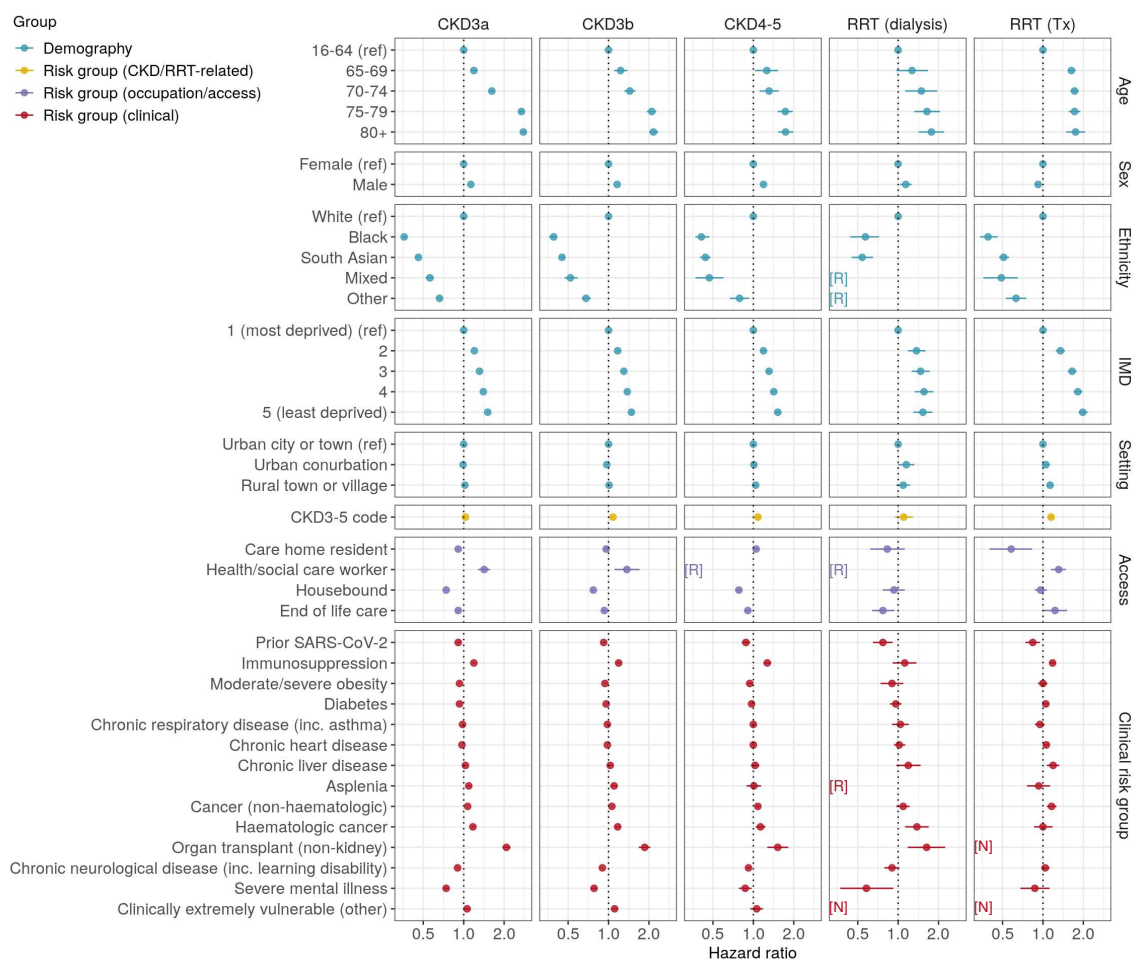 Group
Demography
Risk group (CKD/RRT-related)
Risk group (occupation/access)
Risk group (clinical)
CKD3a CKD3b CKD4-5 RRT (dialysis) RRT (Tx)
16-64 (ref)
65-69
70-74
75-79
80+
Age
Female (ref)
Male
Sex
White (ref)
Black
South Asian
Mixed [R]
Other [R]
Ethnicity
1 (most deprived) (ref)
2
3
4
5 (least deprived)
IMD
Urban city or town (ref)
Urban conurbation
Rural town or village
Setting
CKD3-5 code
Care home resident
Health/social care worker [R] [R]
Housebound
End of life care
Access
Prior SARS-CoV-2
Immunosuppression
Moderate/severe obesity
Diabetes
Chronic respiratory disease (inc. asthma)
Chronic heart disease
Chronic liver disease
Asplenia [R]
Cancer (non-haematologic)
Haematologic cancer
Organ transplant (non-kidney) [N]
Chronic neurological disease (inc. learning disability)
Severe mental illness
Clinically extremely vulnerable (other) [N] [N]
Clinical risk group
0.5 1.0 2.0 0.5 1.0 2.0 0.5 1.0 2.0 0.5 1.0 2.0 0.5 1.0 2.0
Hazard ratio